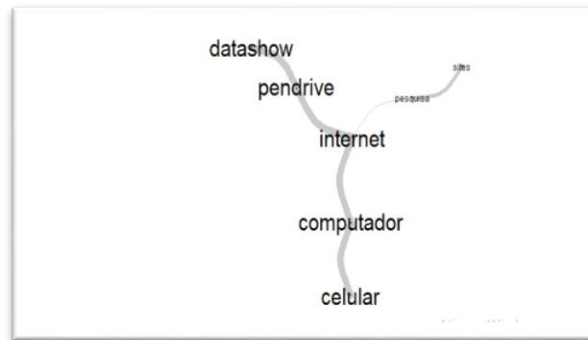 datashow
sites
pendrive
pesquisa
internet
computador
celular